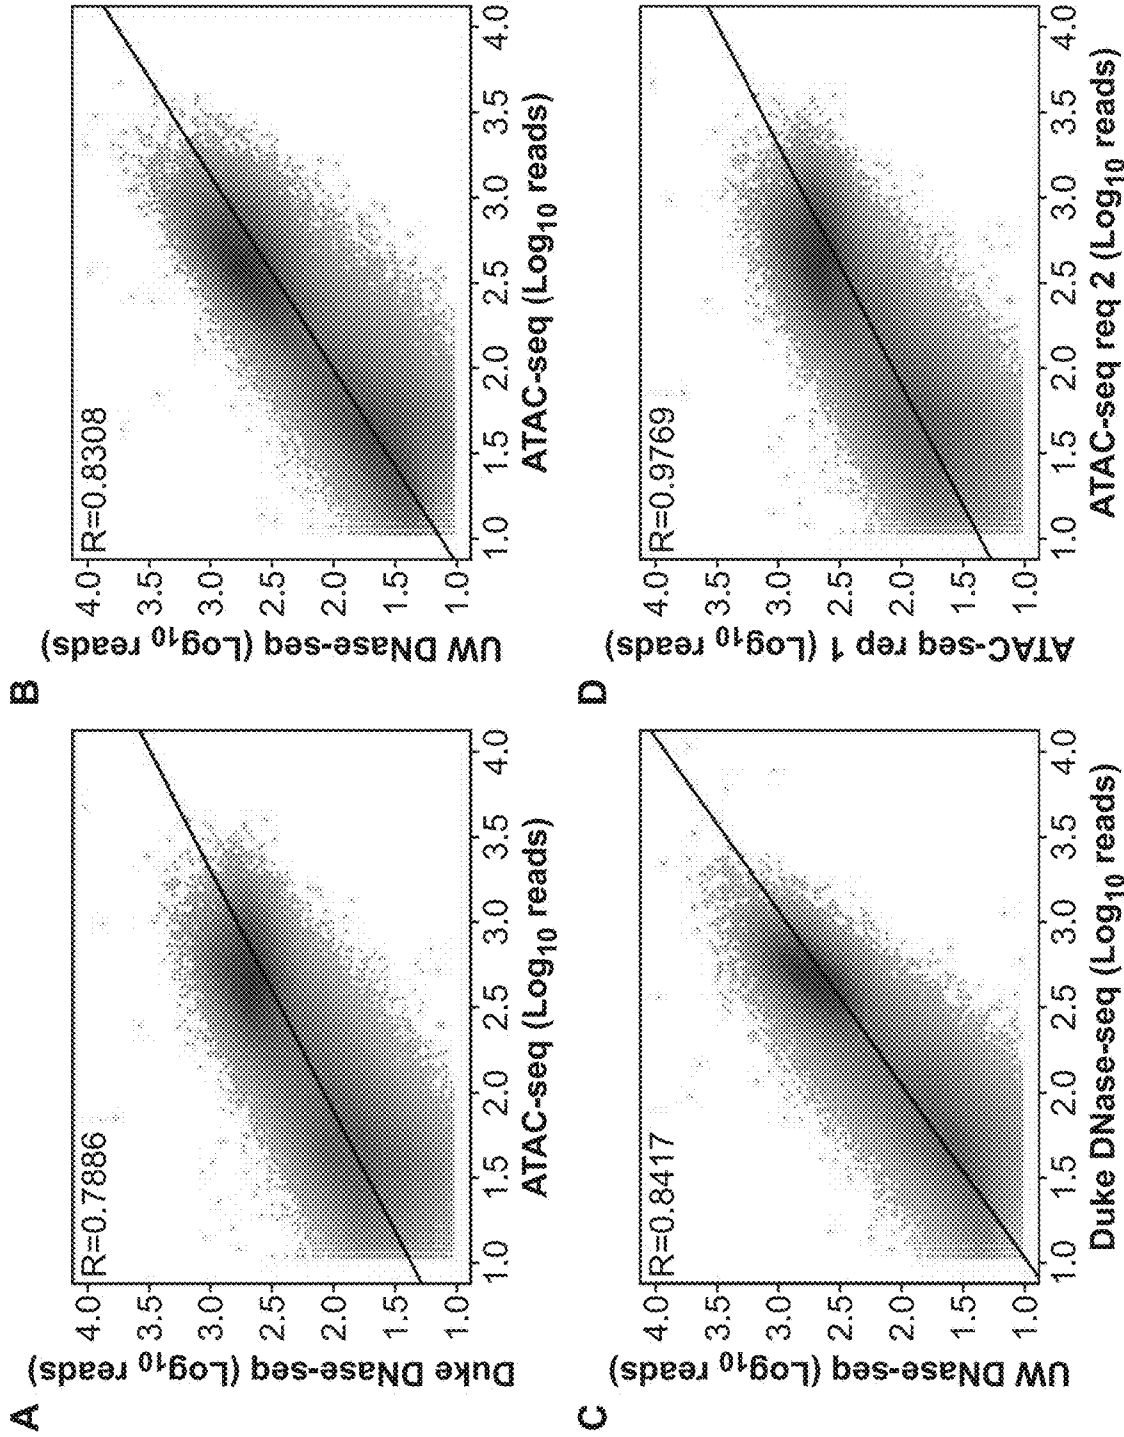 A
R=0.7886
Duke DNase-seq (Log10 reads)
4.0
3.5
3.0
2.5
2.0
1.5
1.0
1.0 1.5 2.0 2.5 3.0 3.5 4.0
ATAC-seq (Log10 reads)
B
R=0.8308
UW DNase-seq (Log10 reads)
4.0
3.5
3.0
2.5
2.0
1.5
1.0
1.0 1.5 2.0 2.5 3.0 3.5 4.0
ATAC-seq (Log10 reads)
C
R=0.8417
UW DNase-seq (Log10 reads)
4.0
3.5
3.0
2.5
2.0
1.5
1.0
1.0 1.5 2.0 2.5 3.0 3.5 4.0
Duke DNase-seq (Log10 reads)
D
R=0.9769
ATAC-seq rep 1 (Log10 reads)
4.0
3.5
3.0
2.5
2.0
1.5
1.0
1.0 1.5 2.0 2.5 3.0 3.5 4.0
ATAC-seq req 2 (Log10 reads)